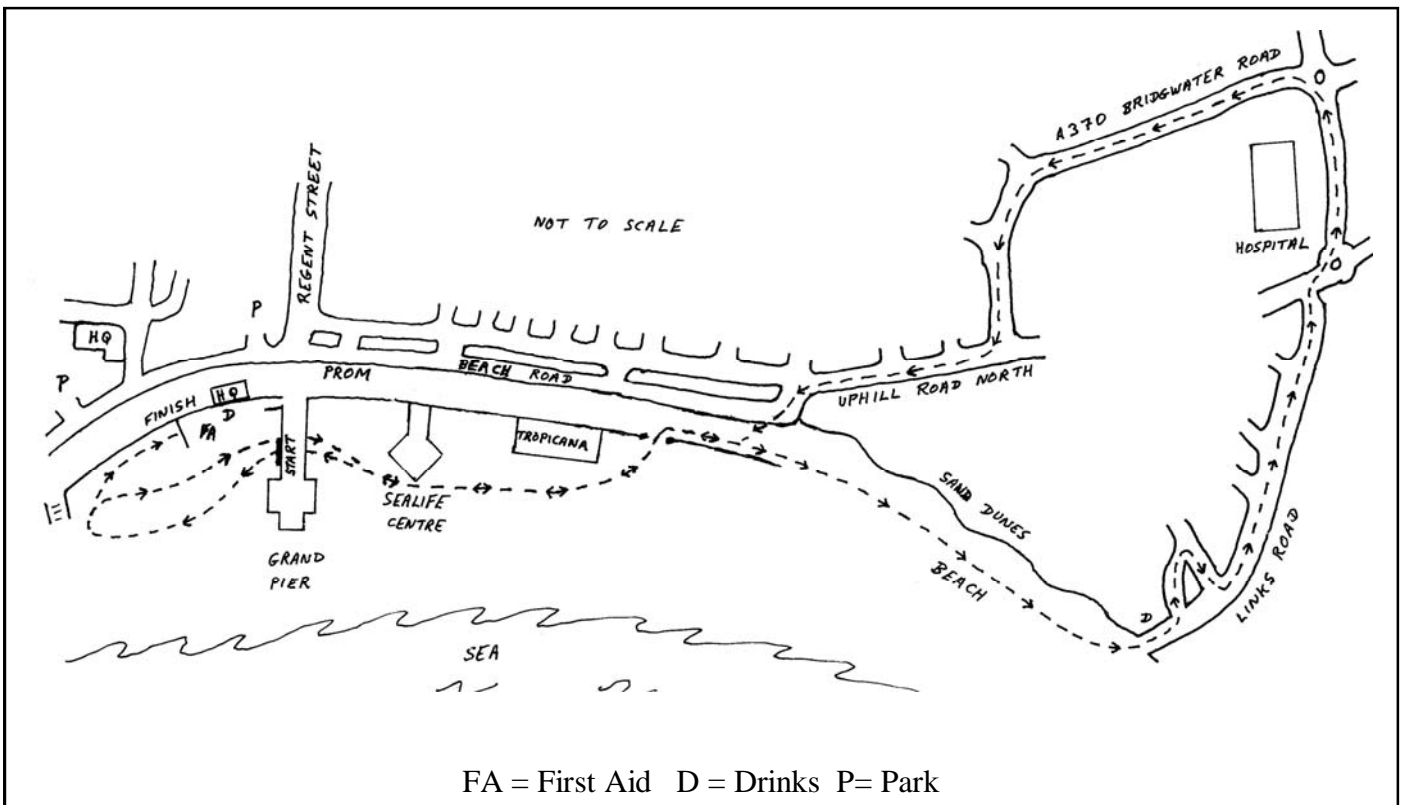 A370 BRIDGWATER ROAD
O
REGENT STREET
NOT TO SCALE
HOSPITAL
O
P
HQ
P
PROM
BEACH ROAD
UPHILL ROAD NORTH
FINISH
HQ
D
FA
START
TROPICANA
SEALIFE
CENTRE
SAND DUNES
BEACH
GRAND
PIER
D
LINKS ROAD
SEA
FA = First Aid D = Drinks P= Park